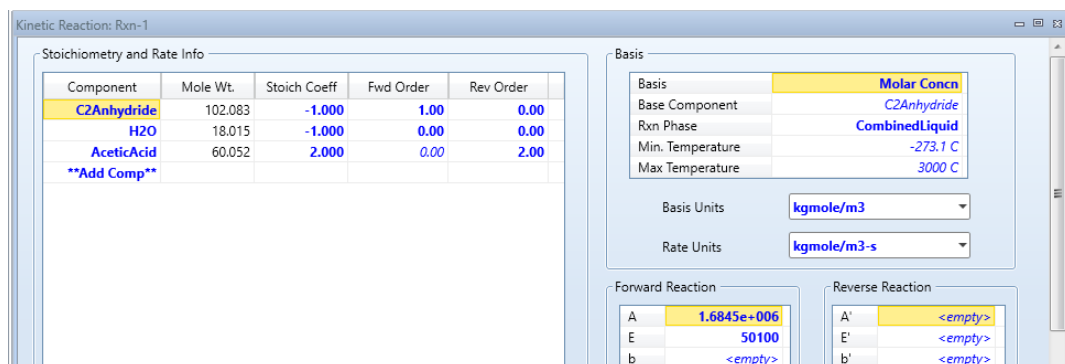 Kinetic Reaction: Rxn-1
Stoichiometry and Rate Info
Component Mole Wt. Stoich Coeff Fwd Order Rev Order
C2Anhydride 102.083 -1.000 1.00 0.00
H2O 18.015 -1.000 0.00 0.00
AceticAcid 60.052 2.000 0.00 2.00
**Add Comp**
Basis
Basis Molar Concn
Base Component C2Anhydride
Rxn Phase CombinedLiquid
Min. Temperature -273.1 C
Max Temperature 3000 C
Basis Units kgmole/m3
Rate Units kgmole/m3-s
Forward Reaction
A 1.6845e+006
E 50100
b <empty>
Reverse Reaction
A' <empty>
E' <empty>
b' <empty>